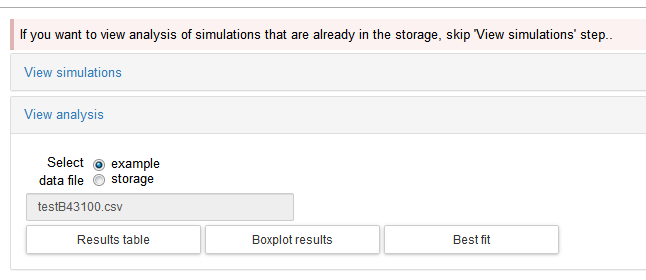 If you want to view analysis of simulations that are already in the storage, skip 'View simulations' step..
View simulations
View analysis
Select
data file
example
storage
testB43100.csv
Results table
Boxplot results
Best fit